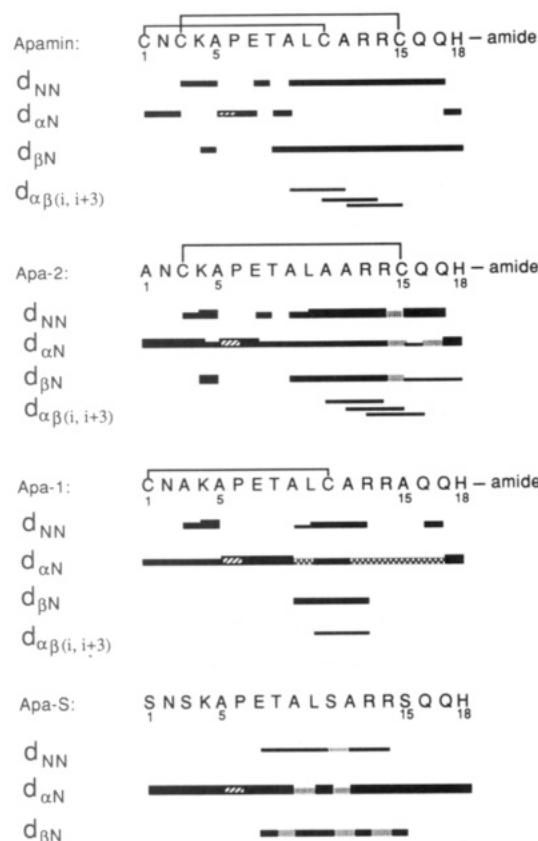 Apamin: C N C K A P E T A L C A R R C Q Q H – amide
1 5 15 18
dNN
dαN
dβN
dαβ(i, i+3)
Apa-2: A N C K A P E T A L A A R R C Q Q H – amide
1 5 15 18
dNN
dαN
dβN
dαβ(i, i+3)
Apa-1: C N A K A P E T A L C A R R A Q Q H – amide
1 5 15 18
dNN
dαN
dβN
dαβ(i, i+3)
Apa-S: S N S K A P E T A L S A R R S Q Q H
1 5 15 18
dNN
dαN
dβN